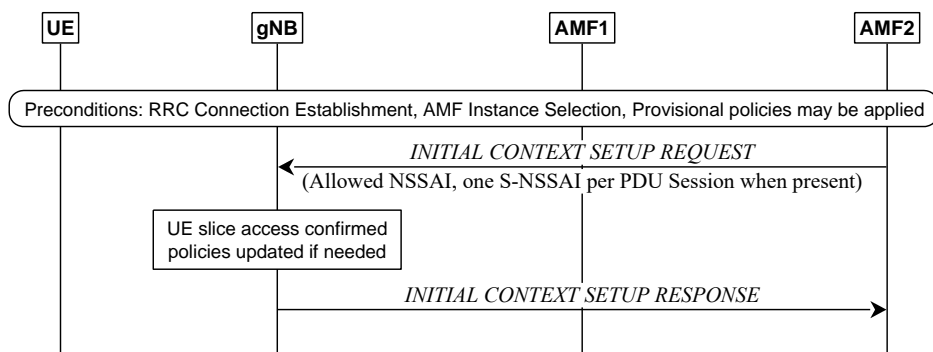 UE
gNB
AMF1
AMF2
Preconditions: RRC Connection Establishment, AMF Instance Selection, Provisional policies may be applied
INITIAL CONTEXT SETUP REQUEST
(Allowed NSSAI, one S-NSSAI per PDU Session when present)
UE slice access confirmed
policies updated if needed
INITIAL CONTEXT SETUP RESPONSE